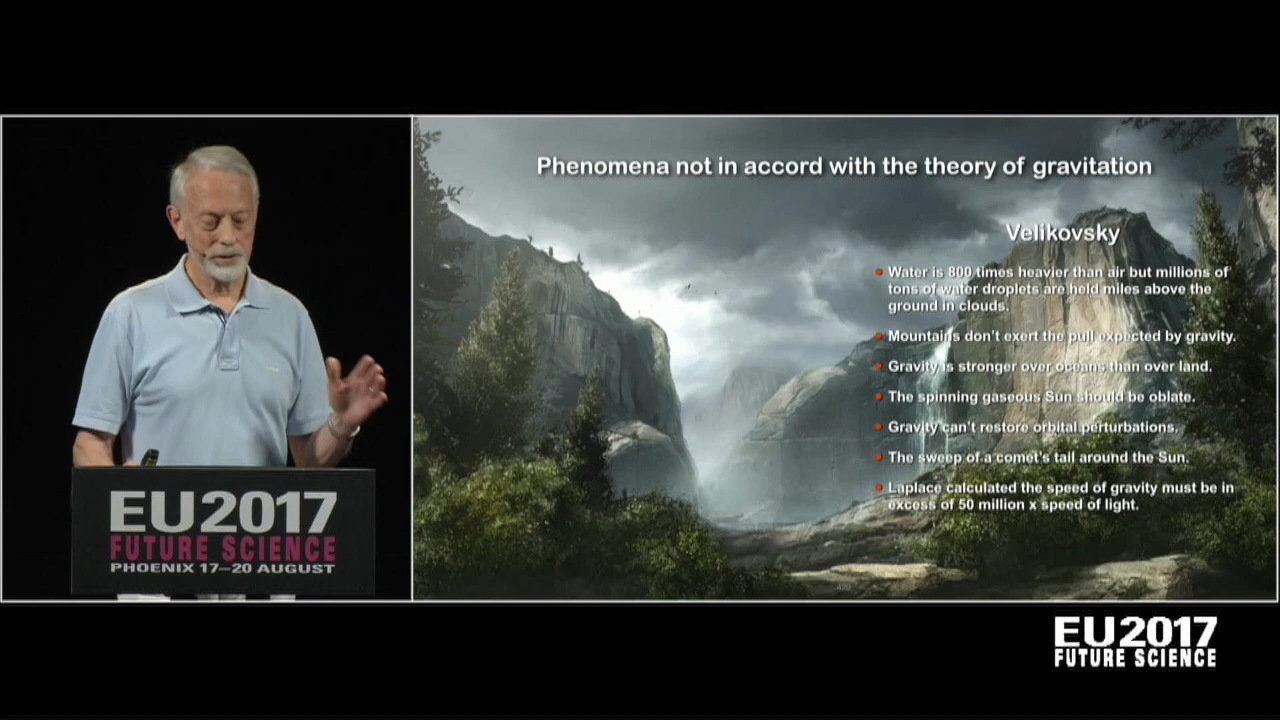 Phenomena not in accord with the theory of gravitation
Velikovsky
Water is 800 times heavier than air but millions of
tons of water droplets are held miles above the
ground in clouds.
Mountains don't exert the pull expected by gravity.
Gravity is stronger over oceans than over land.
The spinning gaseous Sun should be oblate.
Gravity can't restore orbital perturbations.
The sweep of a comet's tail around the Sun.
Laplace calculated the speed of gravity must be in
excess of 50 million x speed of light.
EU2017
FUTURE SCIENCE
PHOENIX 17–20 AUGUST
EU2017
FUTURE SCIENCE